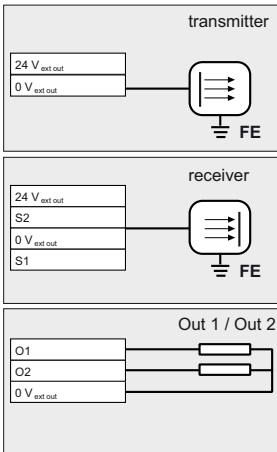 transmitter
24 V ext out
0 V ext out
FE
receiver
24 V ext out
S2
0 V ext out
S1
FE
Out 1 / Out 2
O1
O2
0 V ext out